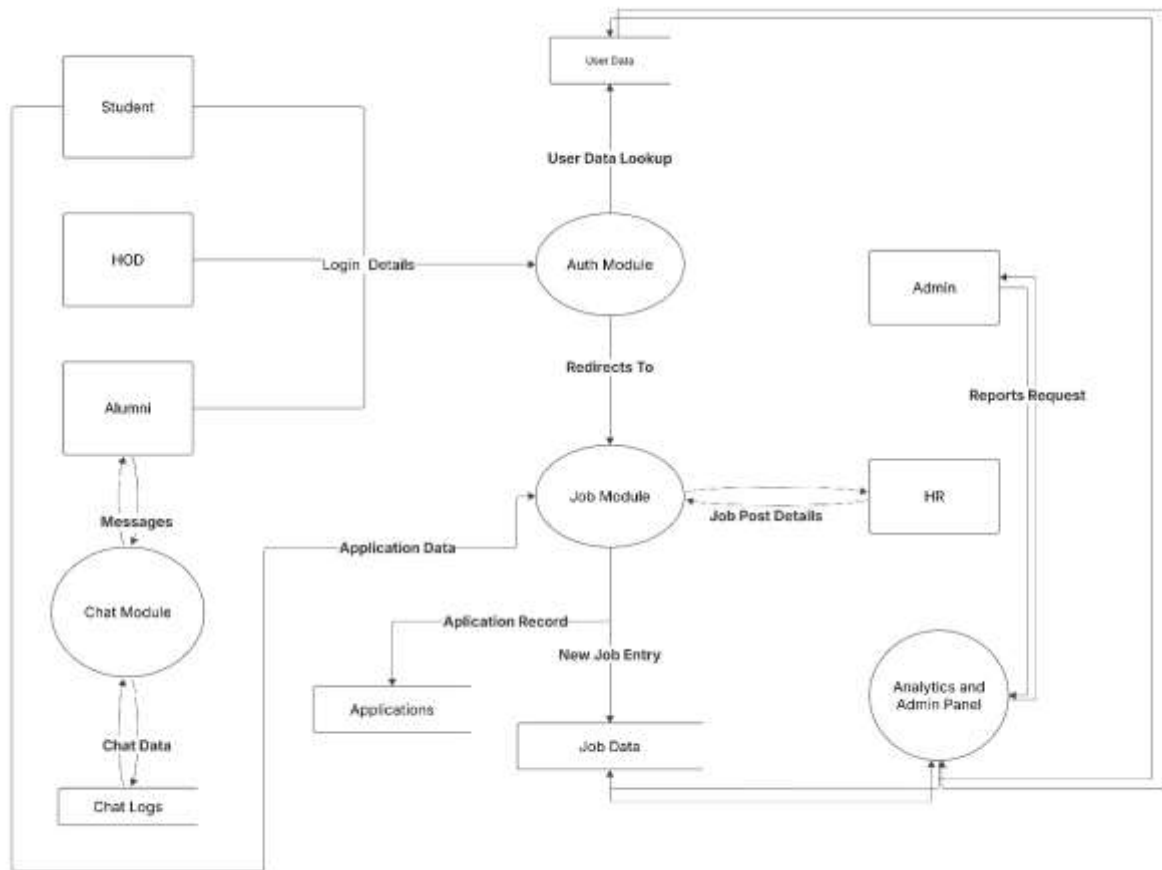 User Data
Student
User Data Lookup
HOD
Login Details
Auth Module
Admin
Redirects To
Reports Request
Alumni
Job Module
HR
Job Post Details
Messages
Application Data
Chat Module
Aplication Record
New Job Entry
Analytics and
Admin Panel
Applications
Chat Data
Job Data
Chat Logs